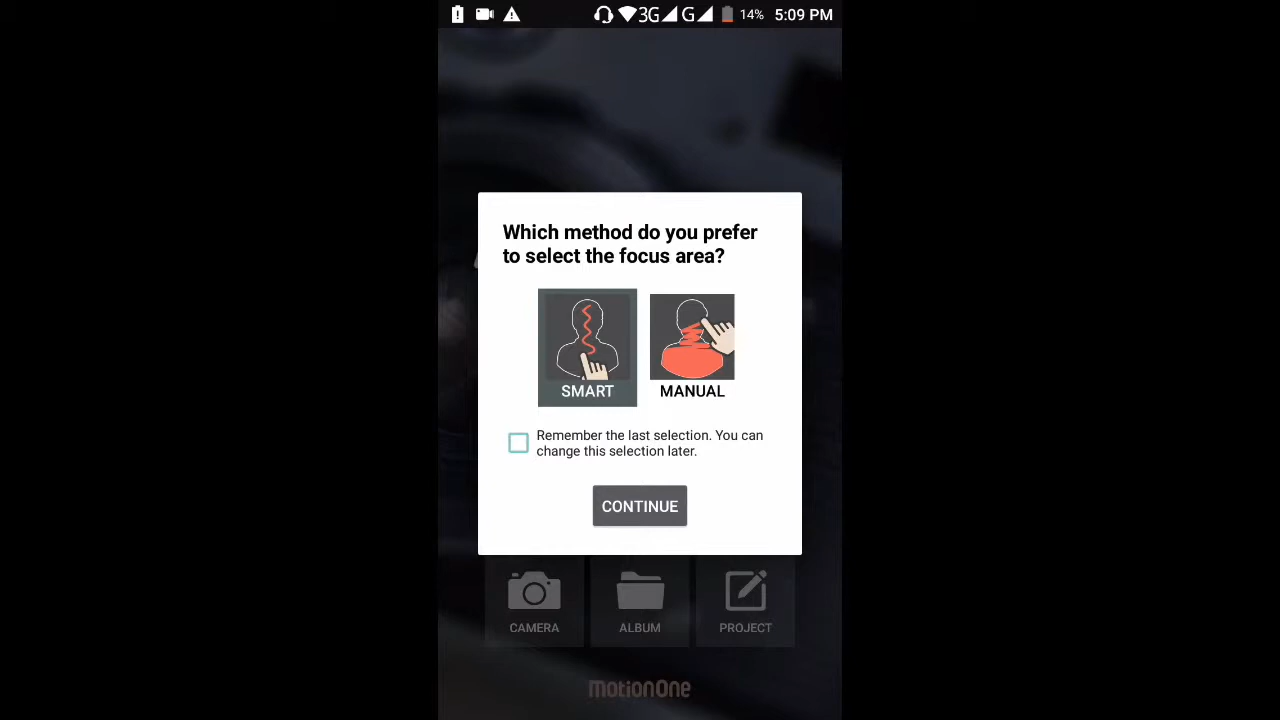 3G G 14% 5:09 PM
Which method do you prefer
to select the focus area?
SMART MANUAL
Remember the last selection. You can
change this selection later.
CONTINUE
CAMERA ALBUM PROJECT
motionOne